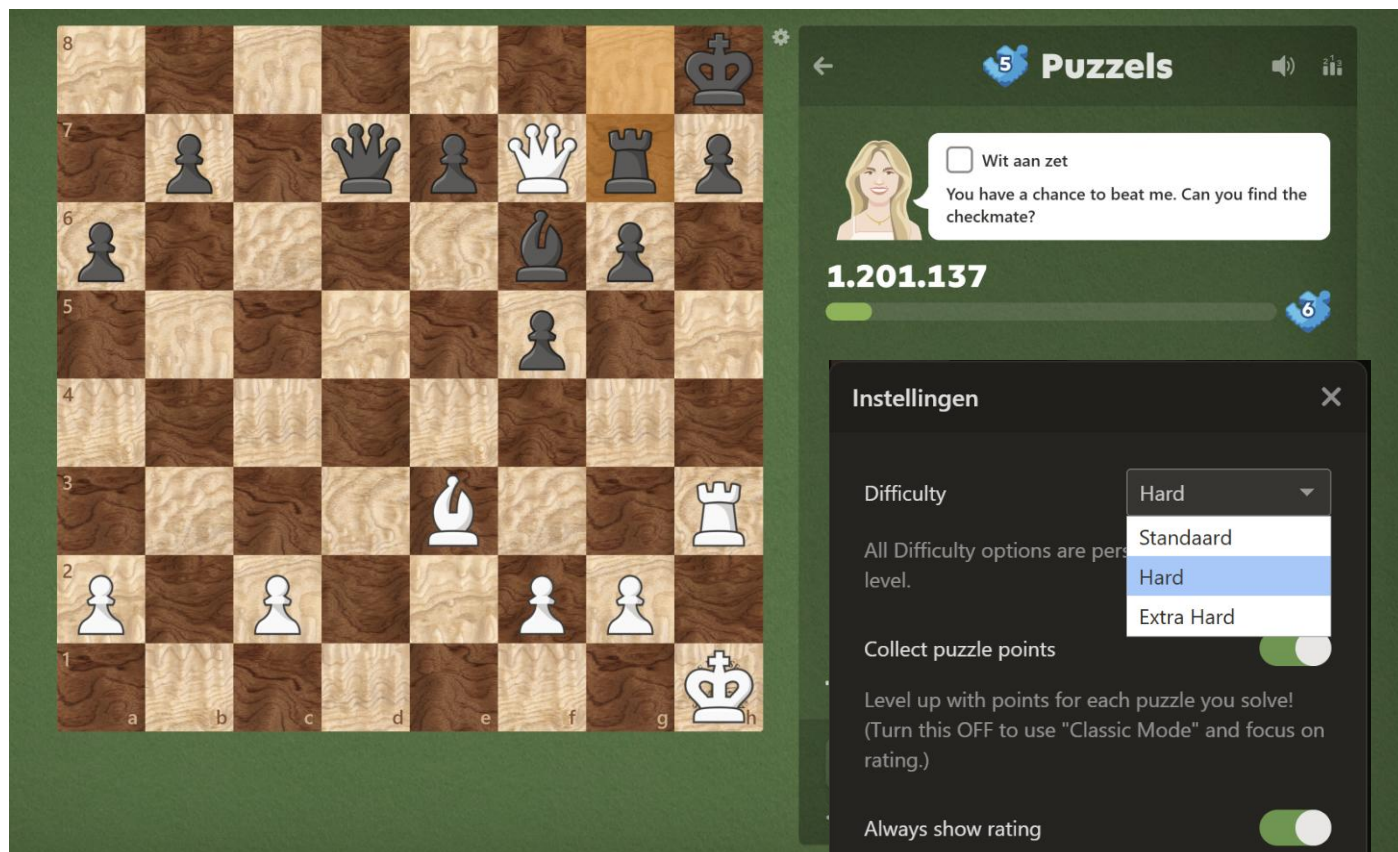 8
7
6
5
4
3
2
1
a b c d e f g h
5 Puzzels
Wit aan zet
You have a chance to beat me. Can you find the
checkmate?
1.201.137
6
Instellingen
Difficulty
Hard
Standaard
Hard
Extra Hard
All Difficulty options are pers
level.
Collect puzzle points
Level up with points for each puzzle you solve!
(Turn this OFF to use "Classic Mode" and focus on
rating.)
Always show rating